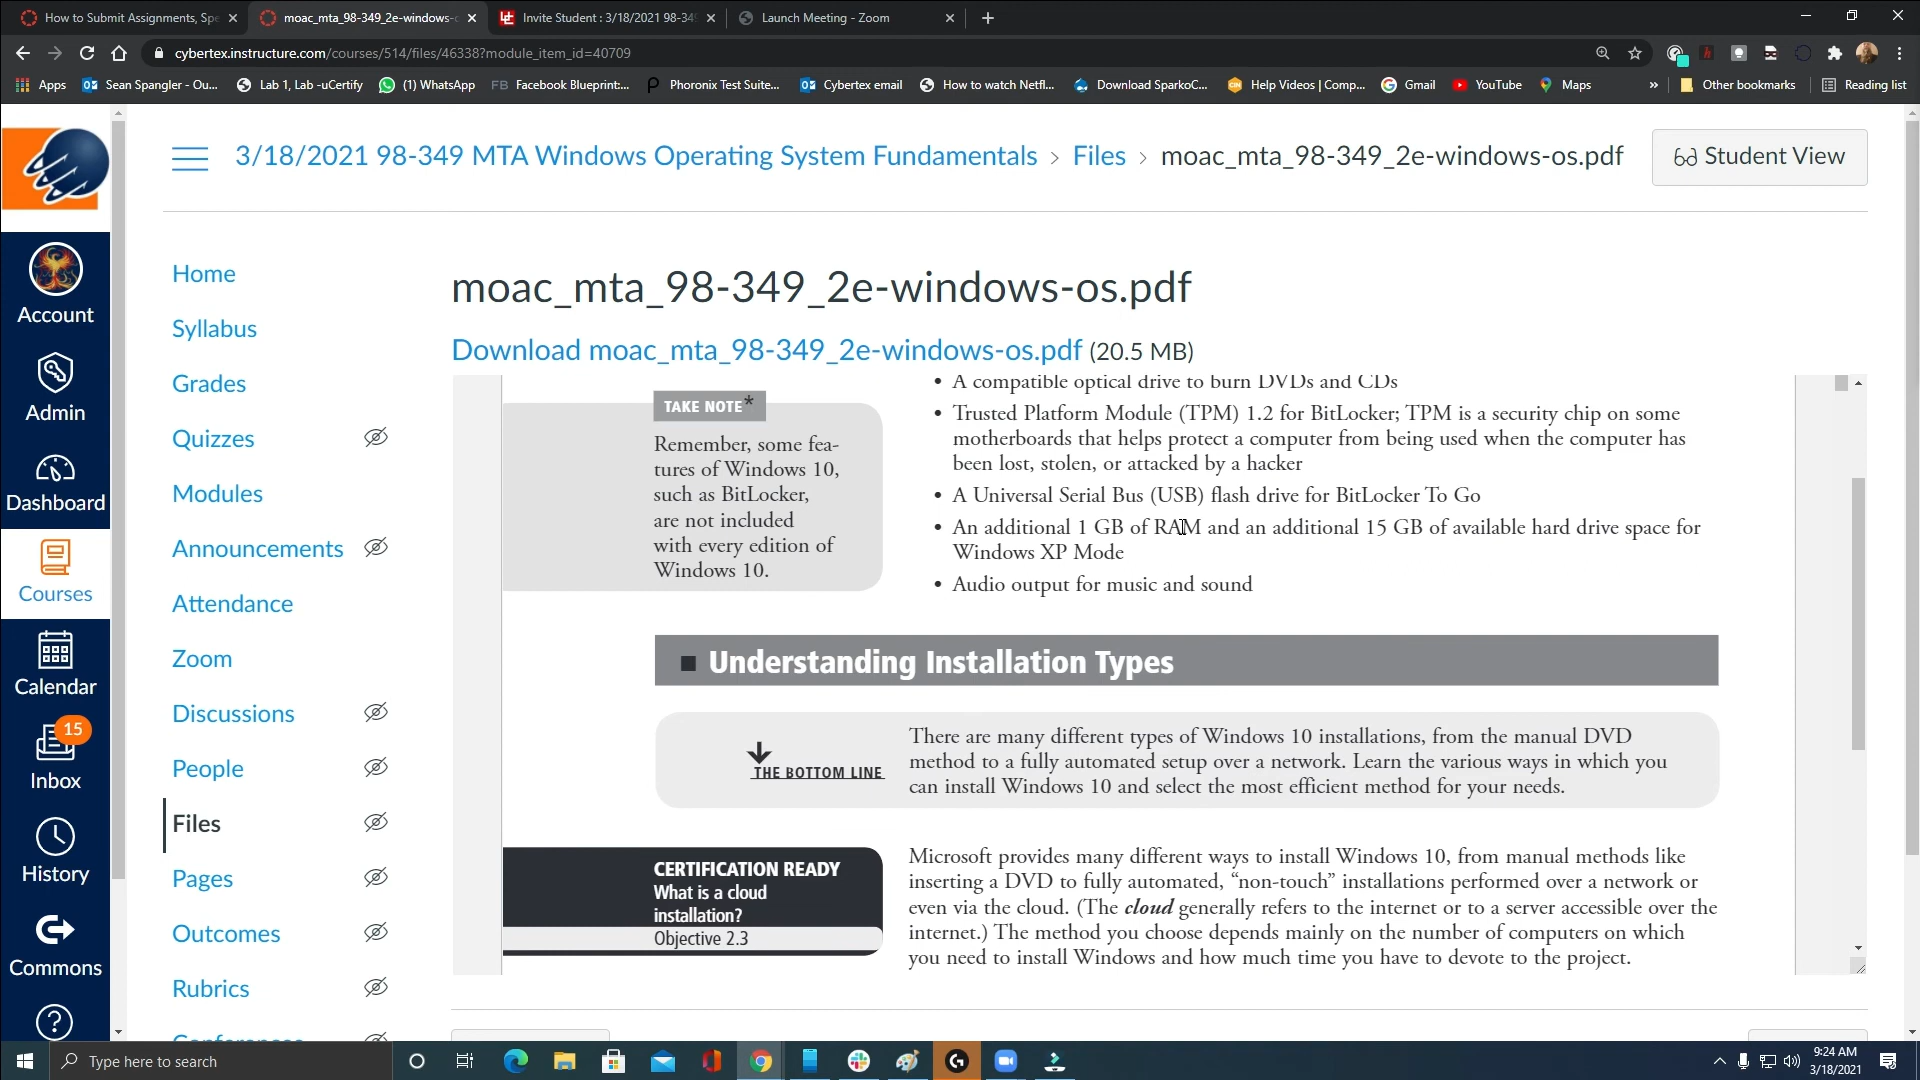 How to Submit Assignments, Spe
moac_mta_98-349_2e-windows-o
Invite Student : 3/18/2021 98-34
Launch Meeting - Zoom
cybertex.instructure.com/courses/514/files/46338?module_item_id=40709
Apps
Sean Spangler - Ou...
Lab 1, Lab -uCertify
(1) WhatsApp
FB Facebook Blueprint:...
Phoronix Test Suite...
Cybertex email
How to watch Netfl...
Download SparkoC...
Help Videos | Comp...
Gmail
YouTube
Maps
»
Other bookmarks
Reading list
3/18/2021 98-349 MTA Windows Operating System Fundamentals > Files > moac_mta_98-349_2e-windows-os.pdf
Student View
Account
Admin
Dashboard
Courses
Calendar
15
Inbox
History
Commons
Home
Syllabus
Grades
Quizzes
Modules
Announcements
Attendance
Zoom
Discussions
People
Files
Pages
Outcomes
Rubrics
Conferences
moac_mta_98-349_2e-windows-os.pdf
Download moac_mta_98-349_2e-windows-os.pdf (20.5 MB)
TAKE NOTE*
Remember, some fea-
tures of Windows 10,
such as BitLocker,
are not included
with every edition of
Windows 10.
• A compatible optical drive to burn DVDs and CDs
• Trusted Platform Module (TPM) 1.2 for BitLocker; TPM is a security chip on some
motherboards that helps protect a computer from being used when the computer has
been lost, stolen, or attacked by a hacker
• A Universal Serial Bus (USB) flash drive for BitLocker To Go
• An additional 1 GB of RAM and an additional 15 GB of available hard drive space for
Windows XP Mode
• Audio output for music and sound
■ Understanding Installation Types
THE BOTTOM LINE
There are many different types of Windows 10 installations, from the manual DVD
method to a fully automated setup over a network. Learn the various ways in which you
can install Windows 10 and select the most efficient method for your needs.
CERTIFICATION READY
What is a cloud
installation?
Objective 2.3
Microsoft provides many different ways to install Windows 10, from manual methods like
inserting a DVD to fully automated, “non-touch” installations performed over a network or
even via the cloud. (The cloud generally refers to the internet or to a server accessible over the
internet.) The method you choose depends mainly on the number of computers on which
you need to install Windows and how much time you have to devote to the project.
Type here to search
9:24 AM
3/18/2021